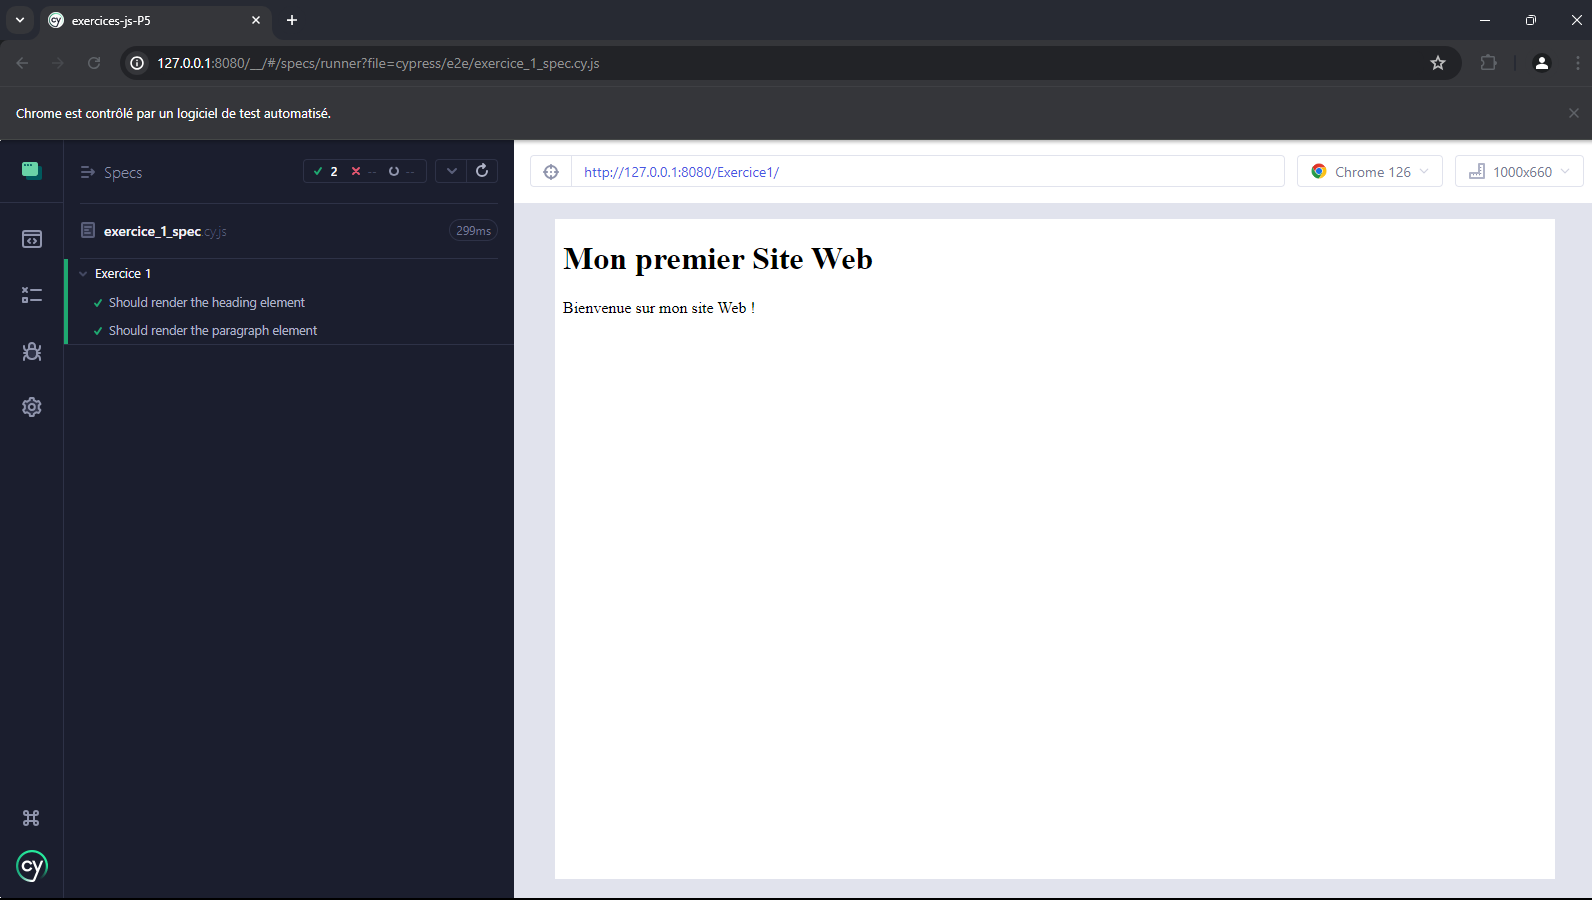 exercices-js-P5
127.0.0.1:8080/__/#/specs/runner?file=cypress/e2e/exercice_1_spec.cy.js
Chrome est contrôlé par un logiciel de test automatisé.
Specs
2 -- --
exercice_1_spec.cy.js 299ms
Exercice 1
Should render the heading element
Should render the paragraph element
cy
http://127.0.0.1:8080/Exercice1/
Chrome 126
1000x660
Mon premier Site Web
Bienvenue sur mon site Web !